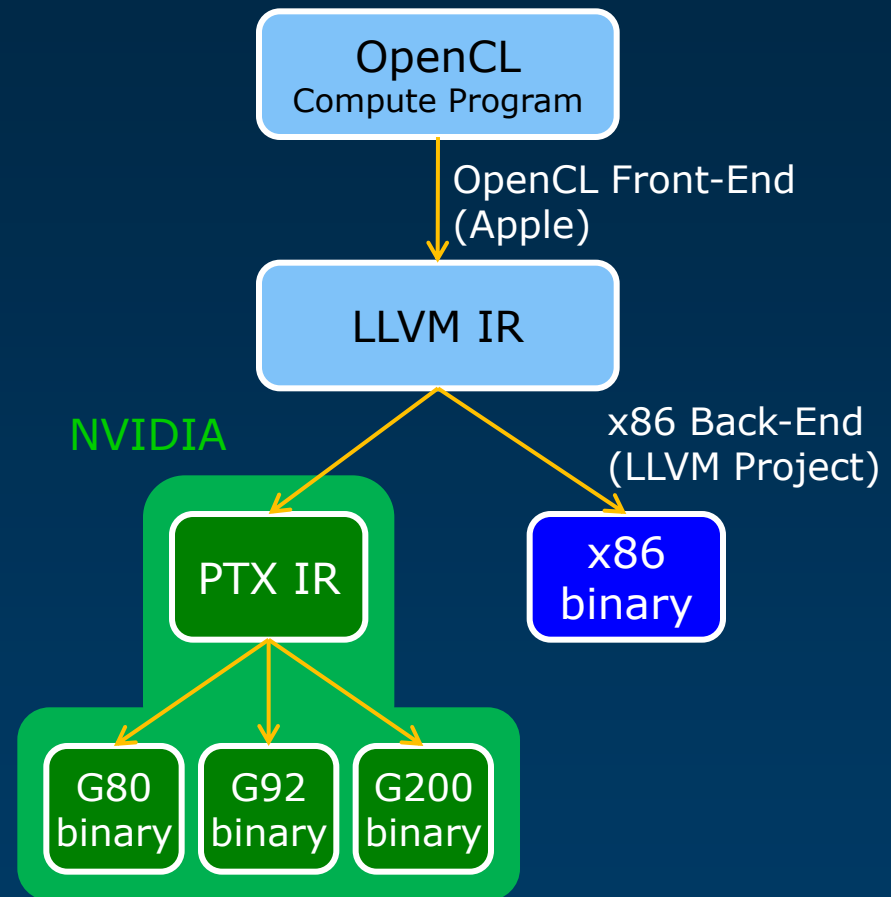 OpenCL
Compute Program
OpenCL Front-End
(Apple)
LLVM IR
NVIDIA
x86 Back-End
(LLVM Project)
PTX IR
x86
binary
G80
binary
G92
binary
G200
binary